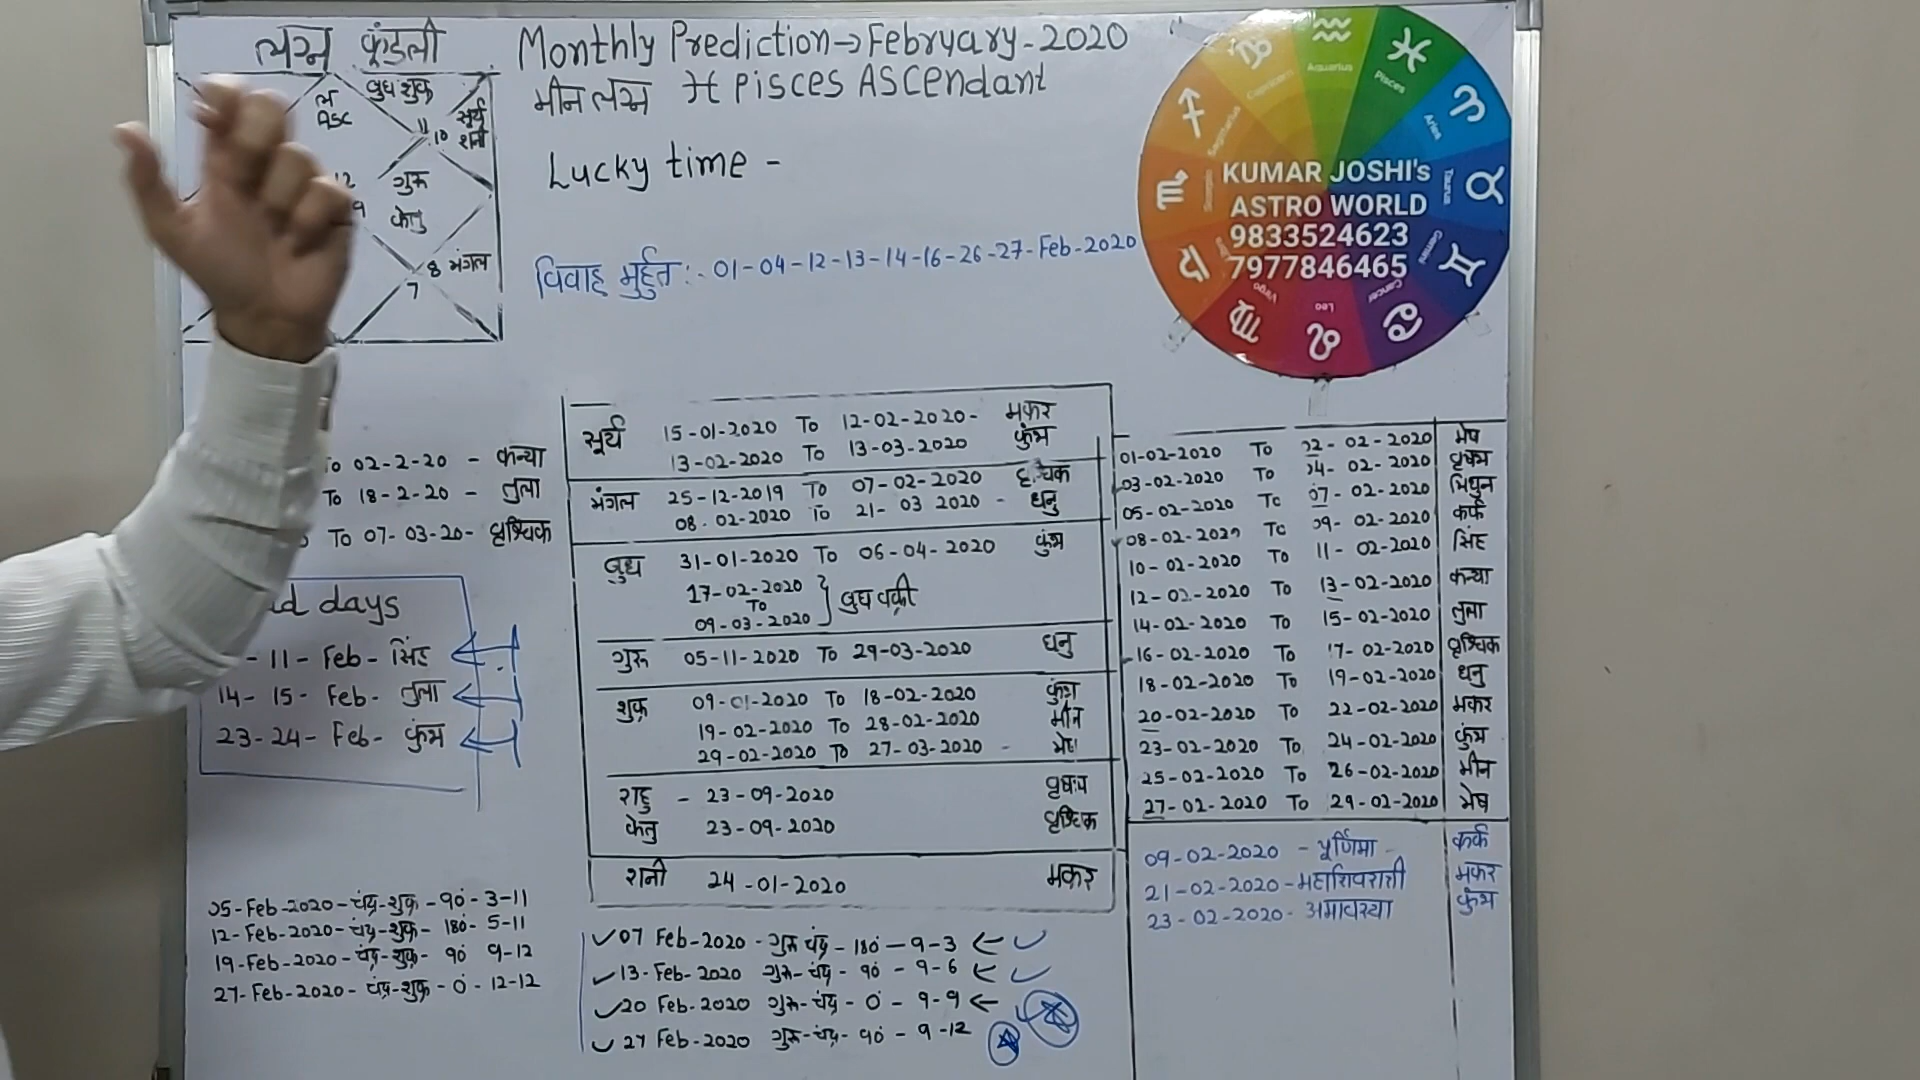 लग्न कुंडली
Monthly Prediction→February-2020
मीन लग्न ♓ PISCES ASCendant
ल
ASC
बुध शुक्र
11
सूर्य
10 शनी
12
गुरु
9
केतु
8 मंगल
7
Lucky time -
विवाह मुर्हुत :- 01-04-12-13-14-16-26-27-Feb-2020
Capricorn
Aquarius
Pisces
Aries
Taurus
Gemini
Cancer
Leo
Virgo
Scorpio
Sagittarius
KUMAR JOSHI's
ASTRO WORLD
9833524623
7977846465
To 02-2-20 - कन्या
To 18-2-20 - तुला
To 07-03-20- वृश्चिक
days
- 11 - Feb - सिंह
14- 15- Feb- तुला
23-24- Feb- कुंभ
05-Feb-2020-चंद्र-शुक्र-90-3-11
12-Feb-2020-चंद्र-शुक्र- 180- 5-11
19-Feb-2020-चंद्र-शुक्र- 90 9-12
27-Feb-2020- चंद्र-शुक्र - 0 - 12-12
सूर्य 15-01-2020 To 12-02-2020- मकर
13-02-2020 To 13-03-2020 कुंभ
मंगल 25-12-2019 To 07-02-2020
08.02-2020 To 21-03 2020 - धनु
बुध 31-01-2020 To 06-04-2020 कुंभ
17-02-2020
To
09-03-2020
} बुध वक्री
गुरु 05-11-2020 To 29-03-2020 धनु
शुक्र 09-01-2020 To 18-02-2020 कुंभ
19-02-2020 To 28-02-2020 मीन
29-02-2020 To 27-03-2020 - मेष
राहु - 23-09-2020
केतु 23-09-2020 वृश्चिक
शनी 24-01-2020 मकर
✓07 Feb-2020 - गुरु चंद्र - 180 - 9-3 ← ✓
✓13-Feb-2020 गुरु-चंद्र - 90 - 9-6 ← ✓
✓20 Feb-2020 गुरु-चंद्र - 0 - 9-9 ←
✓27 Feb-2020 गुरु-चंद्र- 90 - 9-12
01-02-2020 To 02-02-2020 मेष
03-02-2020 To 04-02-2020 वृषभ
05-02-2020 To 07-02-2020 मिथुन
08-02-2020 To 09-02-2020 कर्क
10-02-2020 To 11-02-2020 सिंह
12-02-2020 To 13-02-2020 कन्या
14-02-2020 To 15-02-2020 तुला
16-02-2020 To 17-02-2020 वृश्चिक
18-02-2020 To 19-02-2020 धनु
20-02-2020 To 22-02-2020 मकर
23-02-2020 To 24-02-2020 कुंभ
25-02-2020 To 26-02-2020 मीन
27-02-2020 To 29-02-2020 मेष
09-02-2020 - पूर्णिमा - कर्क
21-02-2020 - महाशिवरात्री मकर
23-02-2020- अमावस्या कुंभ